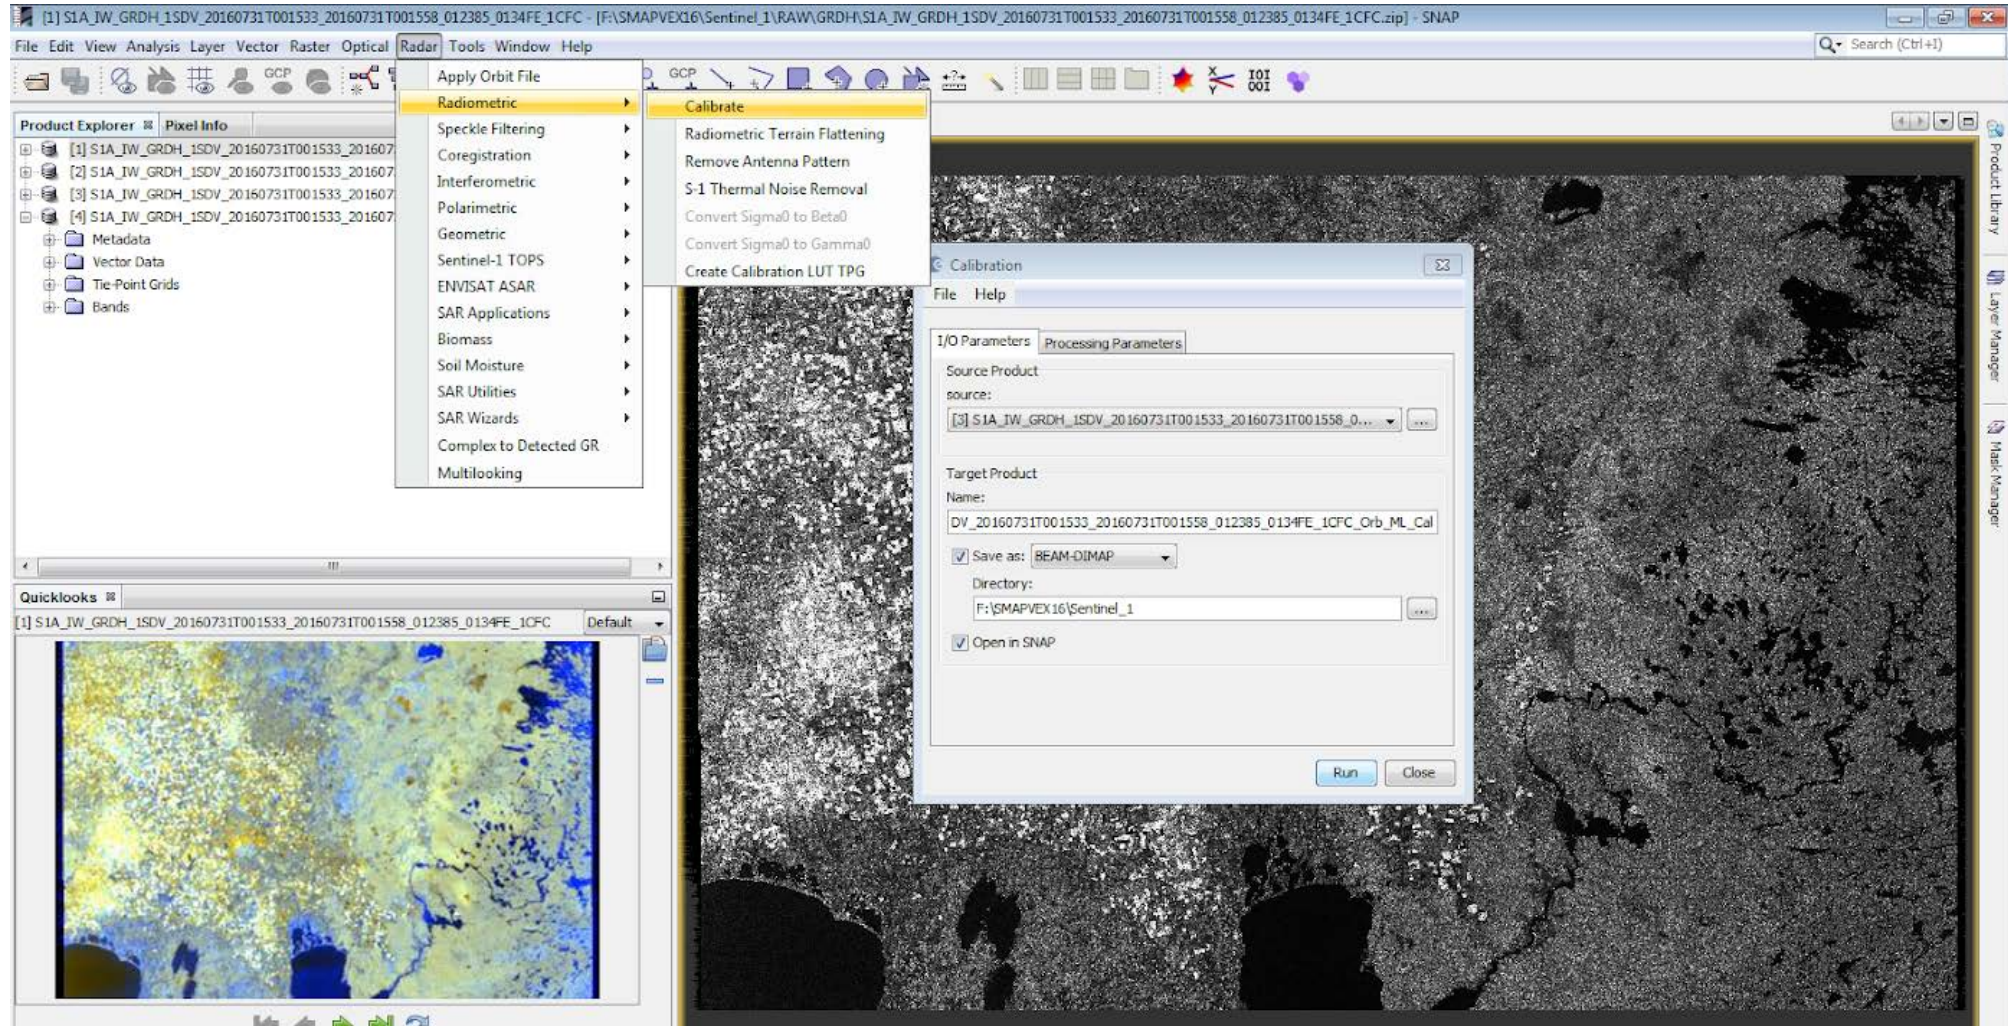 [1] S1A_IW_GRDH_1SDV_20160731T001533_20160731T001558_012385_0134FE_1CFC - [F:\SMAPVEX16\Sentinel_1\RAW\GRDH\S1A_IW_GRDH_1SDV_20160731T001533_20160731T001558_012385_0134FE_1CFC.zip] - SNAP
File Edit View Analysis Layer Vector Raster Optical Radar Tools Window Help
Search (Ctrl+I)
GCP
GCP
Apply Orbit File
Radiometric
Speckle Filtering
Coregistration
Interferometric
Polarimetric
Geometric
Sentinel-1 TOPS
ENVISAT ASAR
SAR Applications
Biomass
Soil Moisture
SAR Utilities
SAR Wizards
Complex to Detected GR
Multilooking
Calibrate
Radiometric Terrain Flattening
Remove Antenna Pattern
S-1 Thermal Noise Removal
Convert Sigma0 to Beta0
Convert Sigma0 to Gamma0
Create Calibration LUT TPG
Product Explorer Pixel Info
[1] S1A_IW_GRDH_1SDV_20160731T001533_201607
[2] S1A_IW_GRDH_1SDV_20160731T001533_201607
[3] S1A_IW_GRDH_1SDV_20160731T001533_201607
[4] S1A_IW_GRDH_1SDV_20160731T001533_201607
Metadata
Vector Data
Tie-Point Grids
Bands
Quicklooks
[1] S1A_IW_GRDH_1SDV_20160731T001533_20160731T001558_012385_0134FE_1CFC Default
Calibration
File Help
I/O Parameters Processing Parameters
Source Product
source:
[3] S1A_IW_GRDH_1SDV_20160731T001533_20160731T001558_0... ...
Target Product
Name:
DV_20160731T001533_20160731T001558_012385_0134FE_1CFC_Orb_ML_Cal
Save as: BEAM-DIMAP
Directory:
F:\SMAPVEX16\Sentinel_1 ...
Open in SNAP
Run Close
Product Library
Layer Manager
Mask Manager